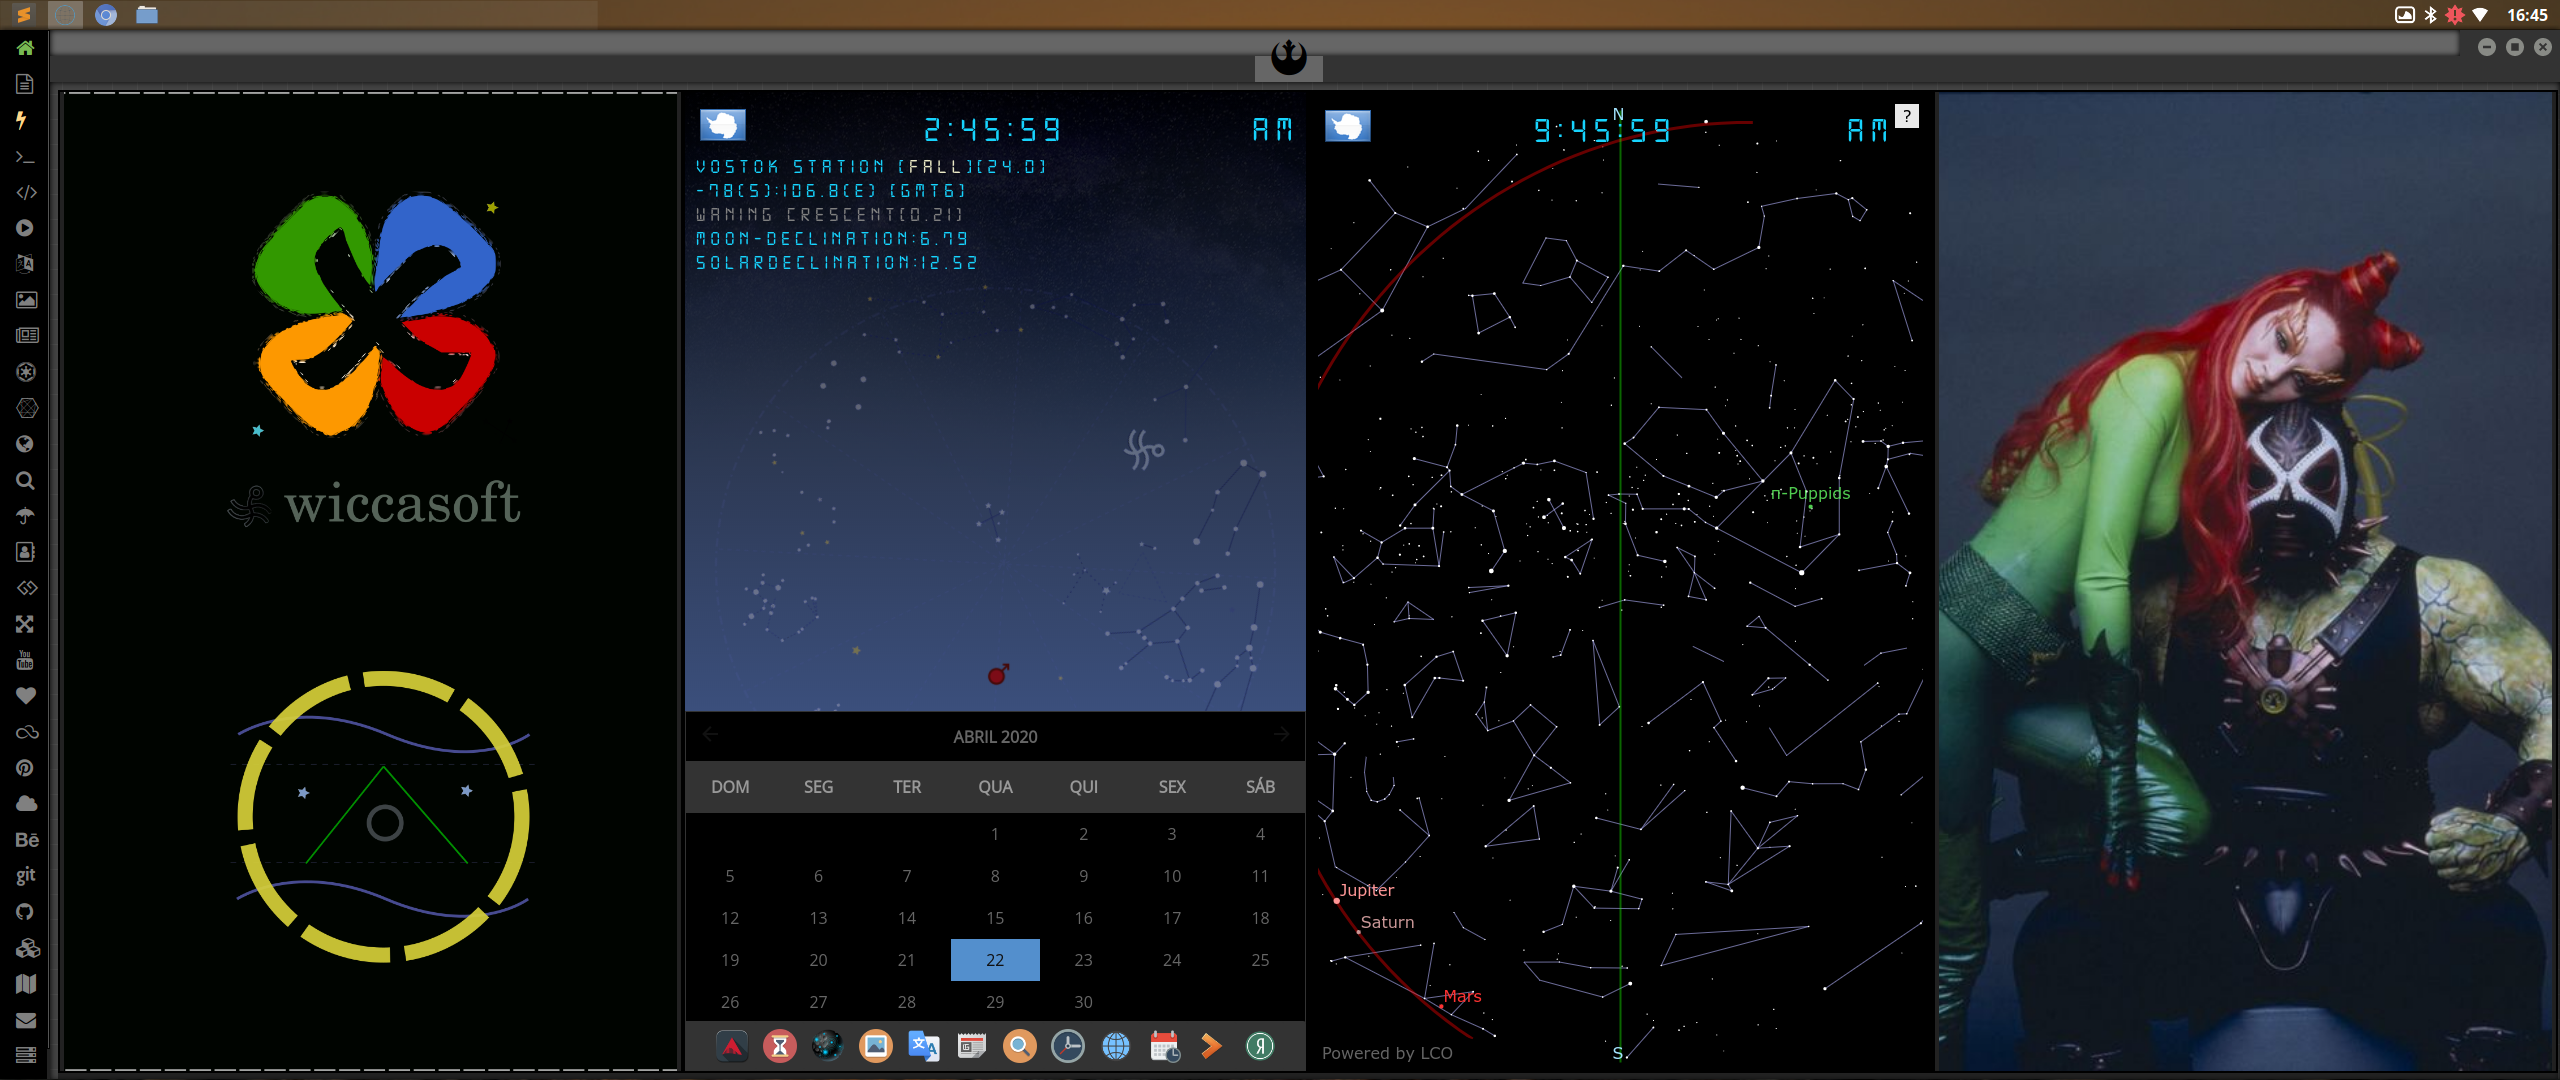 16:45
You
Tube
Bē
git
wiccasoft
2:45:59 AM
VOSTOK STATION [FALL][24.0]
-78(S):106.8(E) [GMT6]
WANING CRESCENT[0.21]
MOON-DECLINATION:6.79
SOLARDECLINATION:12.52
ABRIL 2020
DOM SEG TER QUA QUI SEX SÁB
1 2 3 4
5 6 7 8 9 10 11
12 13 14 15 16 17 18
19 20 21 22 23 24 25
26 27 28 29 30
N
9:45:59 AM
?
π-Puppids
Jupiter
Saturn
Mars
Powered by LCO
S